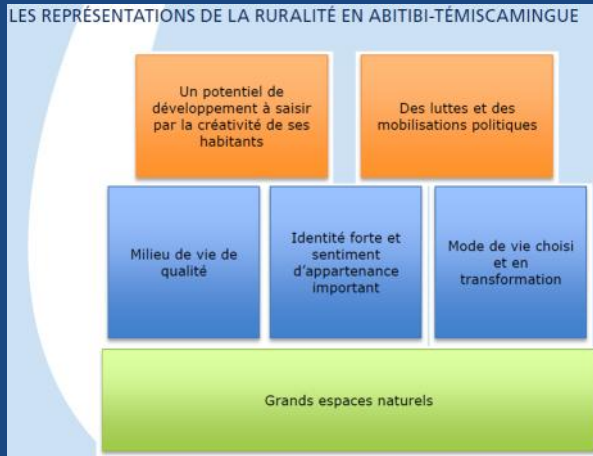 LES REPRÉSENTATIONS DE LA RURALITÉ EN ABITIBI-TÉMISCAMINGUE
Un potentiel de
développement à saisir
par la créativité de ses
habitants
Des luttes et des
mobilisations politiques
Milieu de vie de
qualité
Identité forte et
sentiment
d'appartenance
important
Mode de vie choisi
et en
transformation
Grands espaces naturels